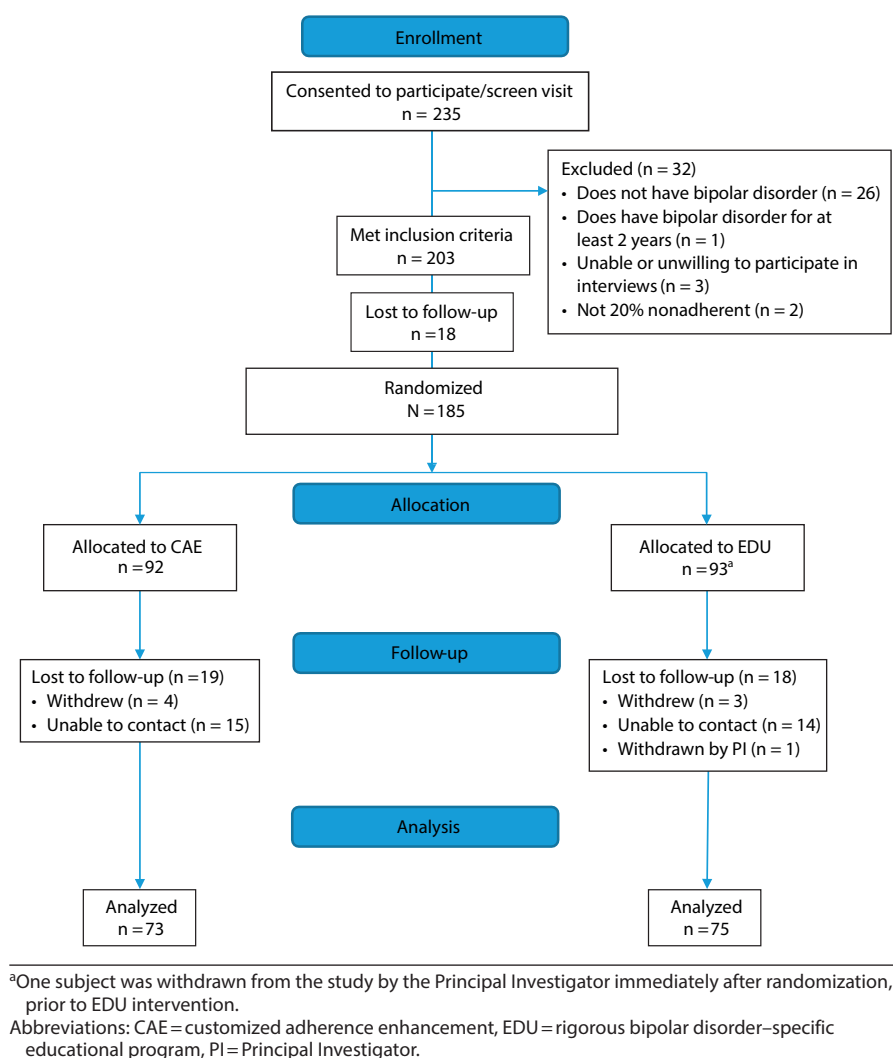 Enrollment
Consented to participate/screen visit
n = 235
Excluded (n = 32)
• Does not have bipolar disorder (n = 26)
• Does have bipolar disorder for at
least 2 years (n = 1)
• Unable or unwilling to participate in
interviews (n = 3)
• Not 20% nonadherent (n = 2)
Met inclusion criteria
n = 203
Lost to follow-up
n = 18
Randomized
N = 185
Allocation
Allocated to CAE
n = 92
Allocated to EDU
n = 93ᵃ
Follow-up
Lost to follow-up (n = 19)
• Withdrew (n = 4)
• Unable to contact (n = 15)
Lost to follow-up (n = 18)
• Withdrew (n = 3)
• Unable to contact (n = 14)
• Withdrawn by PI (n = 1)
Analysis
Analyzed
n = 73
Analyzed
n = 75
ᵃOne subject was withdrawn from the study by the Principal Investigator immediately after randomization,
prior to EDU intervention.
Abbreviations: CAE = customized adherence enhancement, EDU = rigorous bipolar disorder–specific
educational program, PI = Principal Investigator.